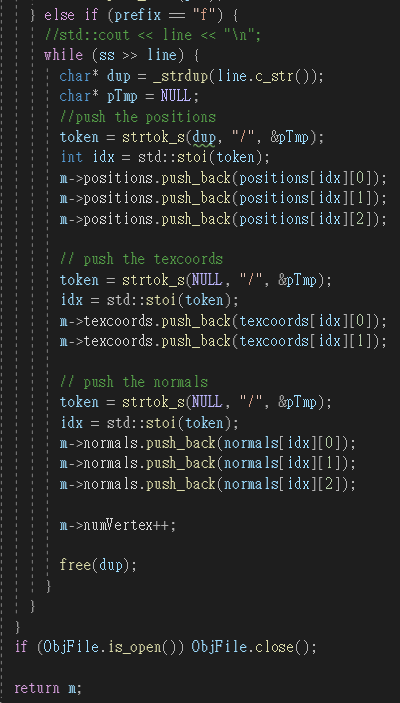 } else if (prefix == "f") {
//std::cout << line << "\n";
while (ss >> line) {
char* dup = _strdup(line.c_str());
char* pTmp = NULL;
//push the positions
token = strtok_s(dup, "/", &pTmp);
int idx = std::stoi(token);
m->positions.push_back(positions[idx][0]);
m->positions.push_back(positions[idx][1]);
m->positions.push_back(positions[idx][2]);
// push the texcoords
token = strtok_s(NULL, "/", &pTmp);
idx = std::stoi(token);
m->texcoords.push_back(texcoords[idx][0]);
m->texcoords.push_back(texcoords[idx][1]);
// push the normals
token = strtok_s(NULL, "/", &pTmp);
idx = std::stoi(token);
m->normals.push_back(normals[idx][0]);
m->normals.push_back(normals[idx][1]);
m->normals.push_back(normals[idx][2]);
m->numVertex++;
free(dup);
}
}
}
if (ObjFile.is_open()) ObjFile.close();
return m;